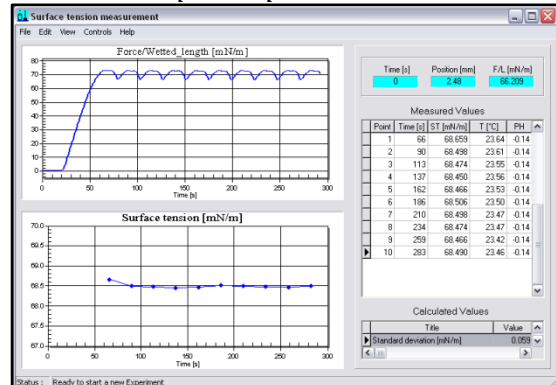 Surface tension measurement
File Edit View Controls Help
Force/Wetted_length [mN/m]
80
70
60
50
40
30
20
10
0
0 50 100 150 200 250 300
Time [s]
Surface tension [mN/m]
70.0
69.5
69.0
68.5
68.0
67.5
67.0
0 50 100 150 200 250 300
Time [s]
Time [s] Position [mm] F/L [mN/m]
0 2.48 66.209
Measured Values
Point Time [s] ST [mN/m] T [°C] PH
1 66 68.659 23.64 -0.14
2 90 68.498 23.61 -0.14
3 113 68.474 23.55 -0.14
4 137 68.450 23.56 -0.14
5 162 68.466 23.53 -0.14
6 186 68.506 23.50 -0.14
7 210 68.498 23.47 -0.14
8 234 68.474 23.47 -0.14
9 259 68.466 23.42 -0.14
10 283 68.490 23.46 -0.14
Calculated Values
Title Value
Standard deviation [mN/m] 0.059
Status : Ready to start a new Experiment